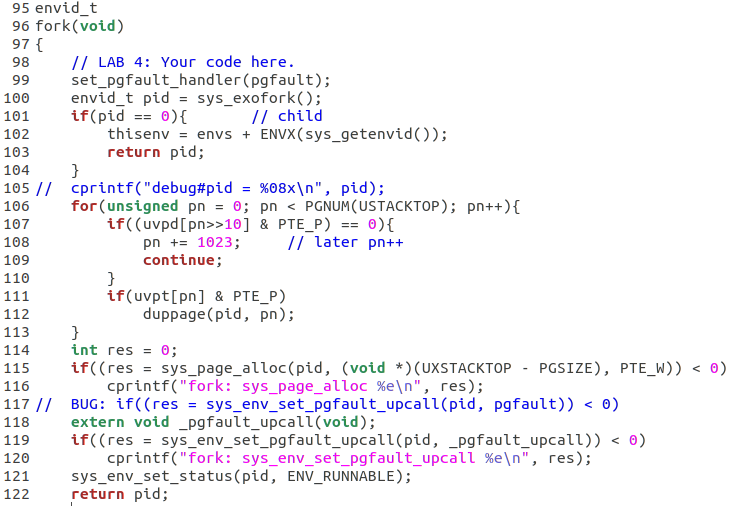 95 envid_t
96 fork(void)
97 {
98     // LAB 4: Your code here.
99     set_pgfault_handler(pgfault);
100     envid_t pid = sys_exofork();
101     if(pid == 0){       // child
102         thisenv = envs + ENVX(sys_getenvid());
103         return pid;
104     }
105 //  cprintf("debug#pid = %08x\n", pid);
106     for(unsigned pn = 0; pn < PGNUM(USTACKTOP); pn++){
107         if((uvpd[pn>>10] & PTE_P) == 0){
108             pn += 1023;     // later pn++
109             continue;
110         }
111         if(uvpt[pn] & PTE_P)
112             duppage(pid, pn);
113     }
114     int res = 0;
115     if((res = sys_page_alloc(pid, (void *)(UXSTACKTOP - PGSIZE), PTE_W)) < 0)
116         cprintf("fork: sys_page_alloc %e\n", res);
117 //  BUG: if((res = sys_env_set_pgfault_upcall(pid, pgfault)) < 0)
118     extern void _pgfault_upcall(void);
119     if((res = sys_env_set_pgfault_upcall(pid, _pgfault_upcall)) < 0)
120         cprintf("fork: sys_env_set_pgfault_upcall %e\n", res);
121     sys_env_set_status(pid, ENV_RUNNABLE);
122     return pid;